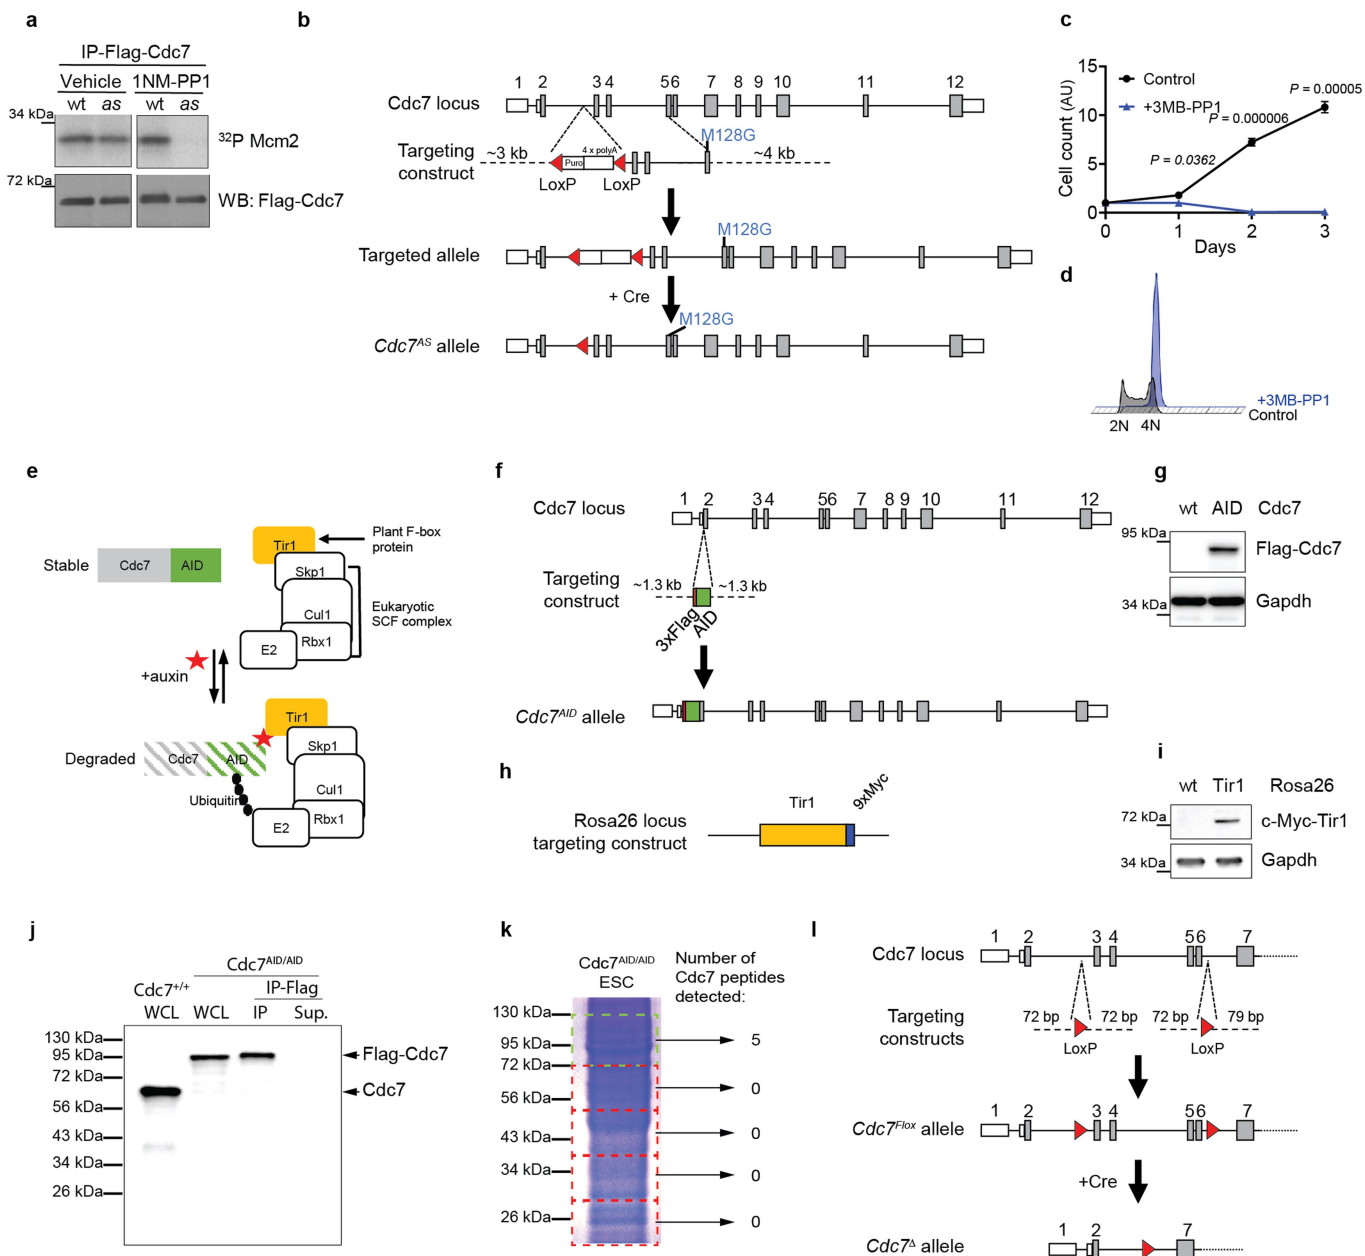 a
IP-Flag-Cdc7
Vehicle 1NM-PP1
wt as wt as
34 kDa
32P Mcm2
72 kDa
WB: Flag-Cdc7
b
1 2 3 4 5 6 7 8 9 10 11 12
Cdc7 locus
M128G
Targeting
construct
~3 kb
Puro
4 x polyA
~4 kb
LoxP LoxP
M128G
Targeted allele
+ Cre
M128G
Cdc7AS allele
c
15
10
5
0
Cell count (AU)
Control
+3MB-PP1
P = 0.0362
P = 0.000006
P = 0.00005
0 1 2 3
Days
d
+3MB-PP1
Control
2N 4N
e
Stable
Cdc7 AID
Tir1
Plant F-box
protein
Skp1
Cul1
Rbx1
E2
Eukaryotic
SCF complex
+auxin
Degraded
Cdc7 AID
Ubiquitin
Tir1
Skp1
Cul1
Rbx1
E2
f
1 2 3 4 5 6 7 8 9 10 11 12
Cdc7 locus
Targeting
construct
~1.3 kb ~1.3 kb
3xFlag
AID
Cdc7AID allele
g
wt AID Cdc7
95 kDa
Flag-Cdc7
34 kDa
Gapdh
h
Tir1 9xMyc
Rosa26 locus
targeting construct
i
wt Tir1 Rosa26
72 kDa
c-Myc-Tir1
34 kDa
Gapdh
j
Cdc7AID/AID
Cdc7+/+ IP-Flag
WCL WCL IP Sup.
130 kDa
95 kDa
72 kDa
56 kDa
43 kDa
34 kDa
26 kDa
Flag-Cdc7
Cdc7
k
Cdc7AID/AID
ESC
Number of
Cdc7 peptides
detected:
130 kDa
95 kDa
72 kDa
56 kDa
43 kDa
34 kDa
26 kDa
5
0
0
0
0
l
1 2 3 4 5 6 7
Cdc7 locus
Targeting
constructs
72 bp 72 bp 72 bp 79 bp
LoxP LoxP
1 2 3 4 5 6 7
Cdc7Flox allele
+Cre
1 2 7
Cdc7Δ allele